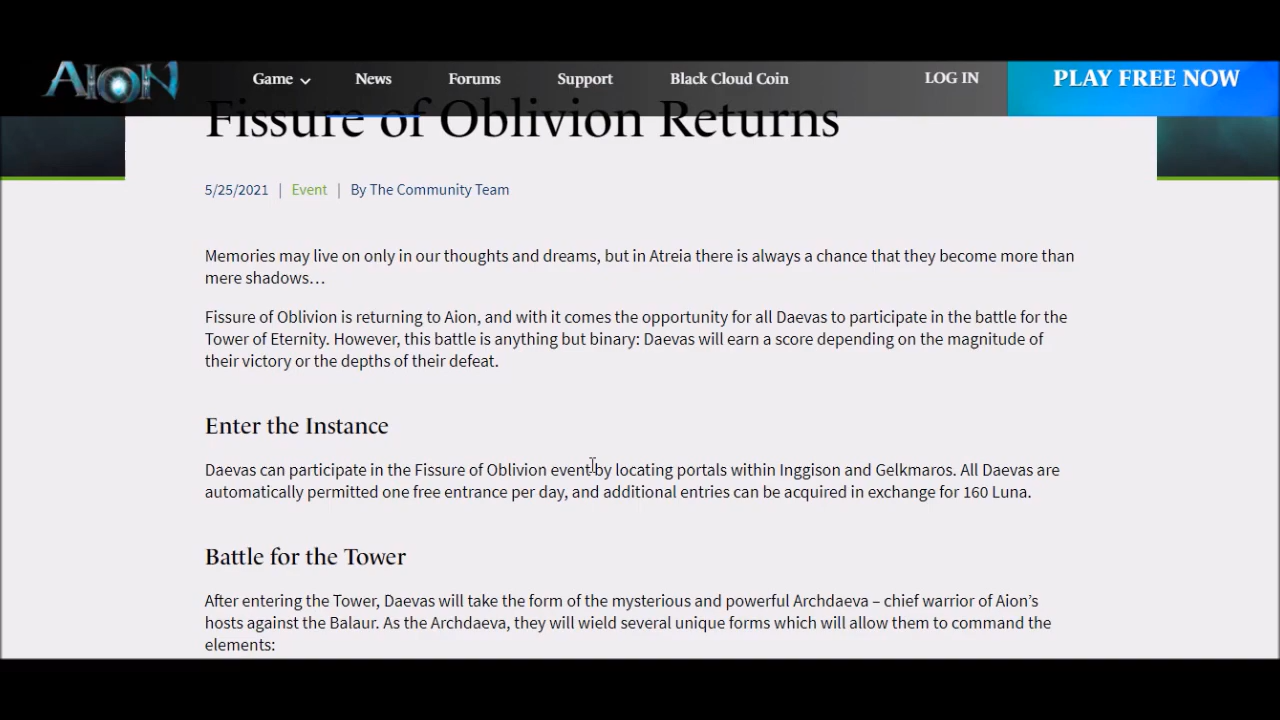 AION
Game
News
Forums
Support
Black Cloud Coin
LOG IN
PLAY FREE NOW
Fissure of Oblivion Returns
5/25/2021 | Event | By The Community Team
Memories may live on only in our thoughts and dreams, but in Atreia there is always a chance that they become more than
mere shadows…
Fissure of Oblivion is returning to Aion, and with it comes the opportunity for all Daevas to participate in the battle for the
Tower of Eternity. However, this battle is anything but binary: Daevas will earn a score depending on the magnitude of
their victory or the depths of their defeat.
Enter the Instance
Daevas can participate in the Fissure of Oblivion event by locating portals within Inggison and Gelkmaros. All Daevas are
automatically permitted one free entrance per day, and additional entries can be acquired in exchange for 160 Luna.
Battle for the Tower
After entering the Tower, Daevas will take the form of the mysterious and powerful Archdaeva – chief warrior of Aion’s
hosts against the Balaur. As the Archdaeva, they will wield several unique forms which will allow them to command the
elements: